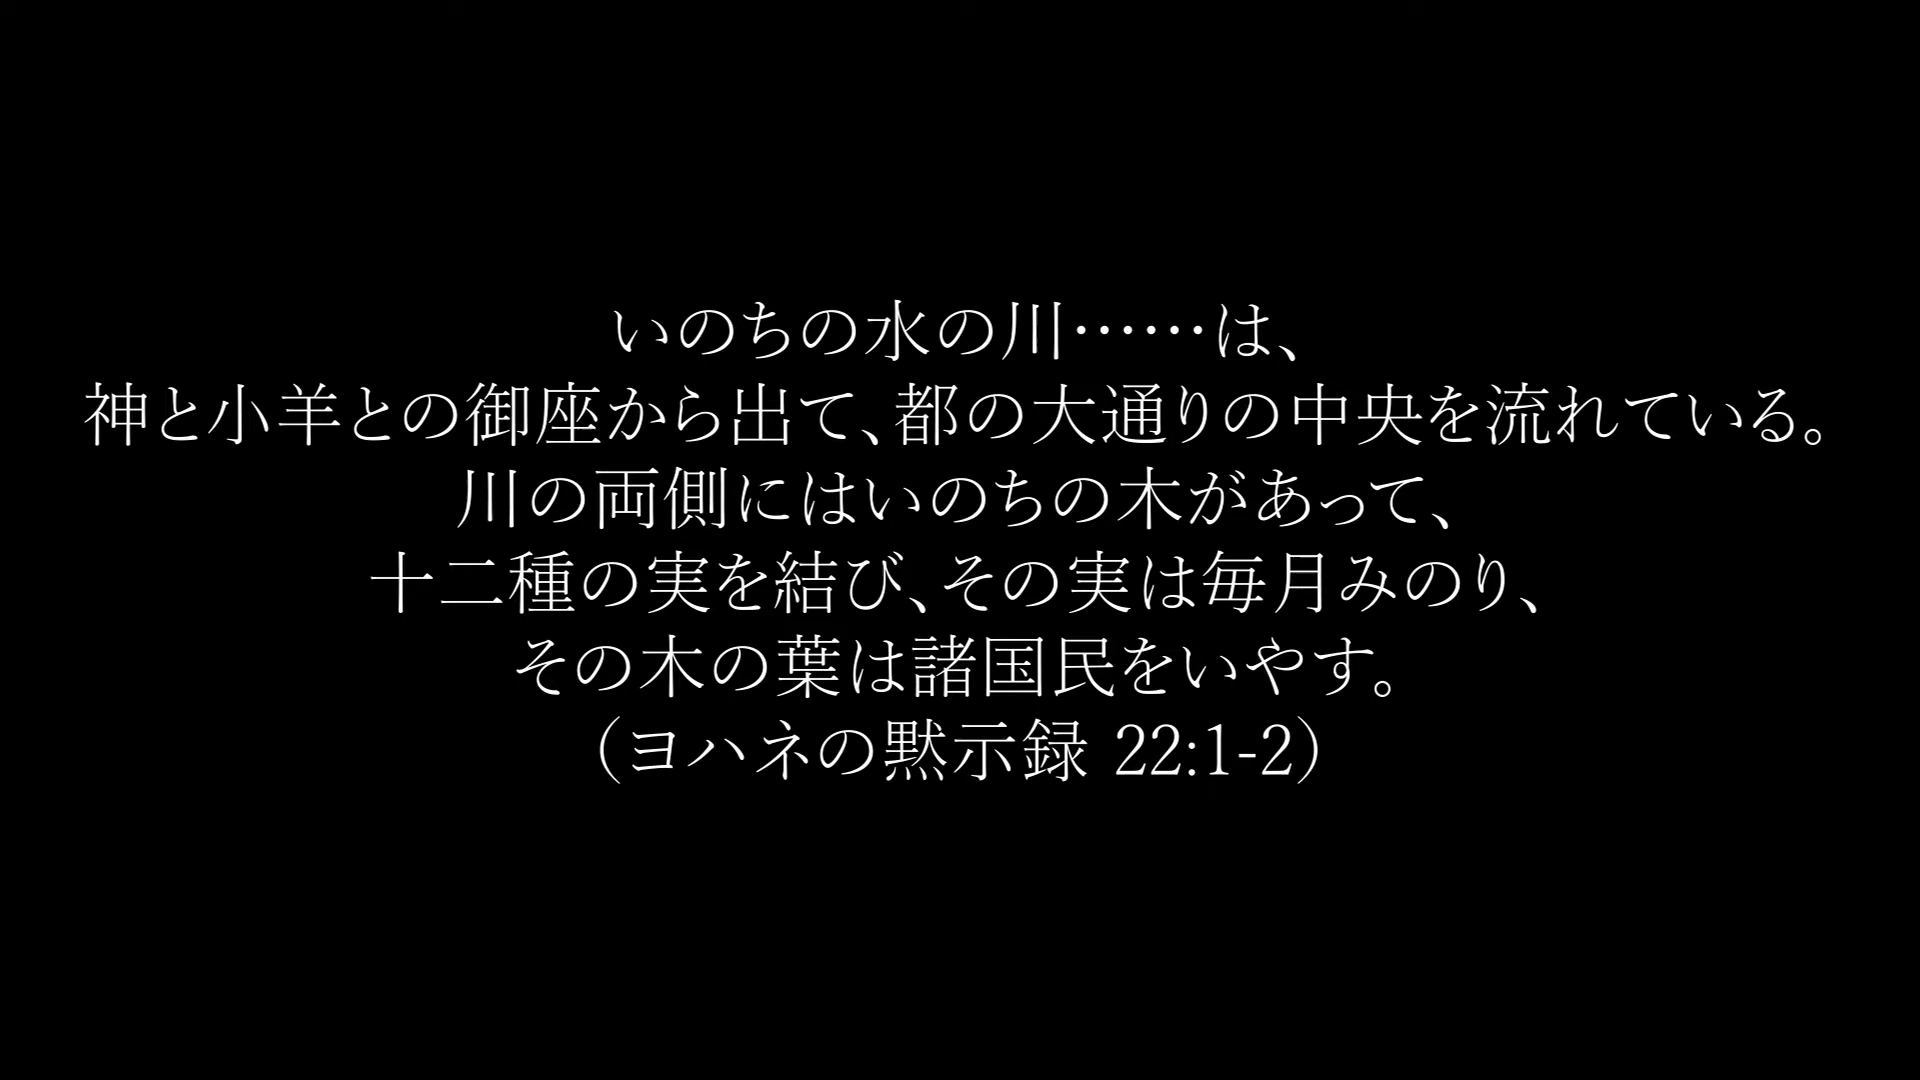 いのちの水の川……は、
神と小羊との御座から出て、都の大通りの中央を流れている。
川の両側にはいのちの木があって、
十二種の実を結び、その実は毎月みのり、
その木の葉は諸国民をいやす。
（ヨハネの黙示録 22:1-2）